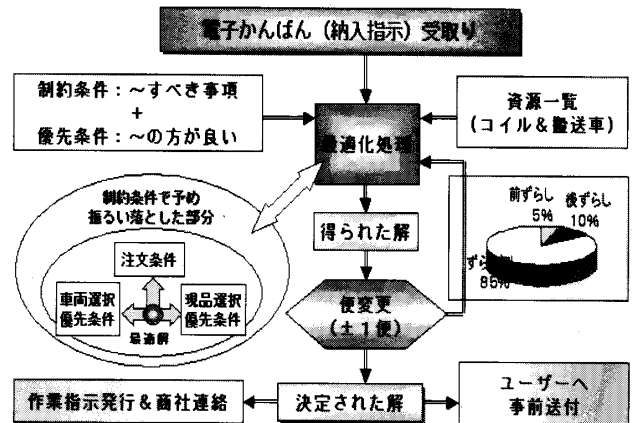 電子かんばん（納入指示）受取り
制約条件：～すべき事項
+
優先条件：～の方が良い
最適化処理
資源一覧
（コイル＆搬送車）
制約条件で予め
振るい落とした部分
注文条件
車両選択
優先条件
現品選択
優先条件
最適解
得られた解
前ずらし
5%
後ずらし
10%
85%
便変更
（±１便）
作業指示発行＆商社連絡
決定された解
ユーザーへ
事前送付